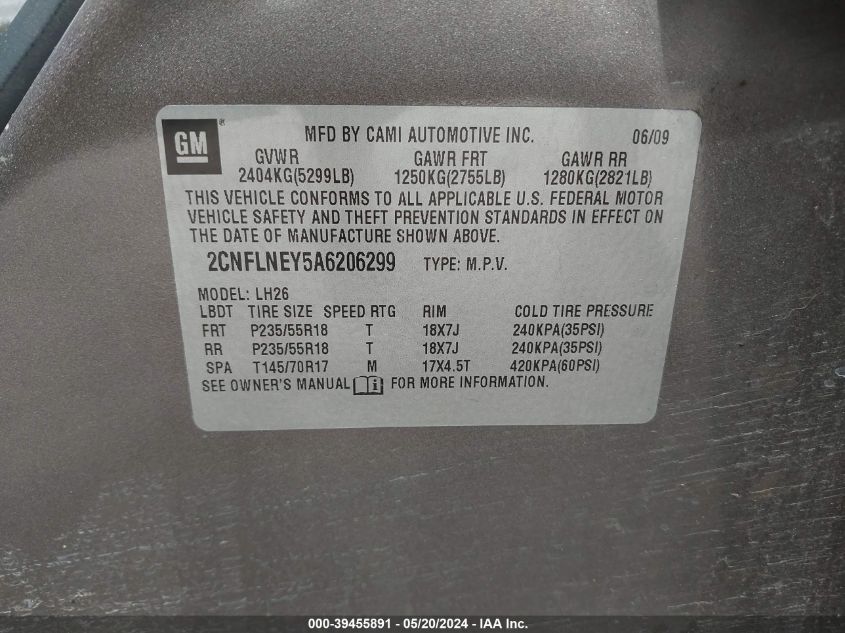 GM® MFD BY CAMI AUTOMOTIVE INC. 06/09
GVWR GAWR FRT GAWR RR
2404KG(5299LB) 1250KG(2755LB) 1280KG(2821LB)
THIS VEHICLE CONFORMS TO ALL APPLICABLE U.S. FEDERAL MOTOR
VEHICLE SAFETY AND THEFT PREVENTION STANDARDS IN EFFECT ON
THE DATE OF MANUFACTURE SHOWN ABOVE.
2CNFLNEY5A6206299 TYPE: M.P.V.
MODEL: LH26
LBDT TIRE SIZE SPEED RTG RIM COLD TIRE PRESSURE
FRT P235/55R18 T 18X7J 240KPA(35PSI)
RR P235/55R18 T 18X7J 240KPA(35PSI)
SPA T145/70R17 M 17X4.5T 420KPA(60PSI)
SEE OWNER'S MANUAL i FOR MORE INFORMATION.
000-39455891 - 05/20/2024 - IAA Inc.